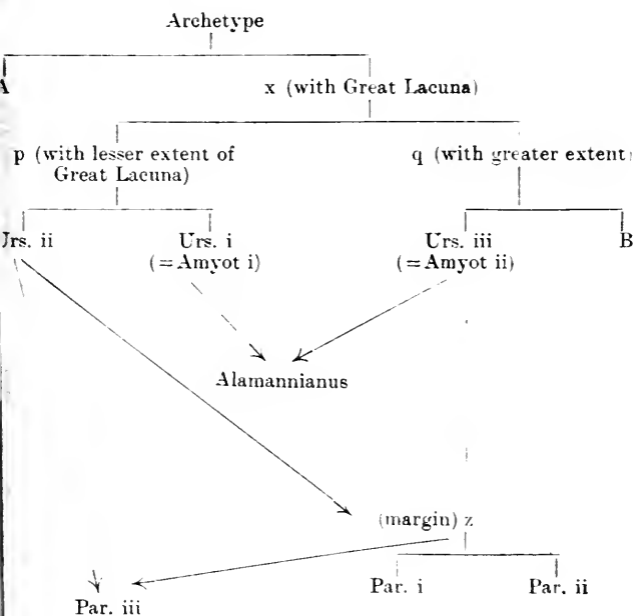 Archetype
A
x (with Great Lacuna)
p (with lesser extent of
Great Lacuna)
q (with greater extent)
Urs. ii
Urs. i
(=Amyot i)
Urs. iii
(=Amyot ii)
B
Alamannianus
(margin) z
Par. iii
Par. i
Par. ii